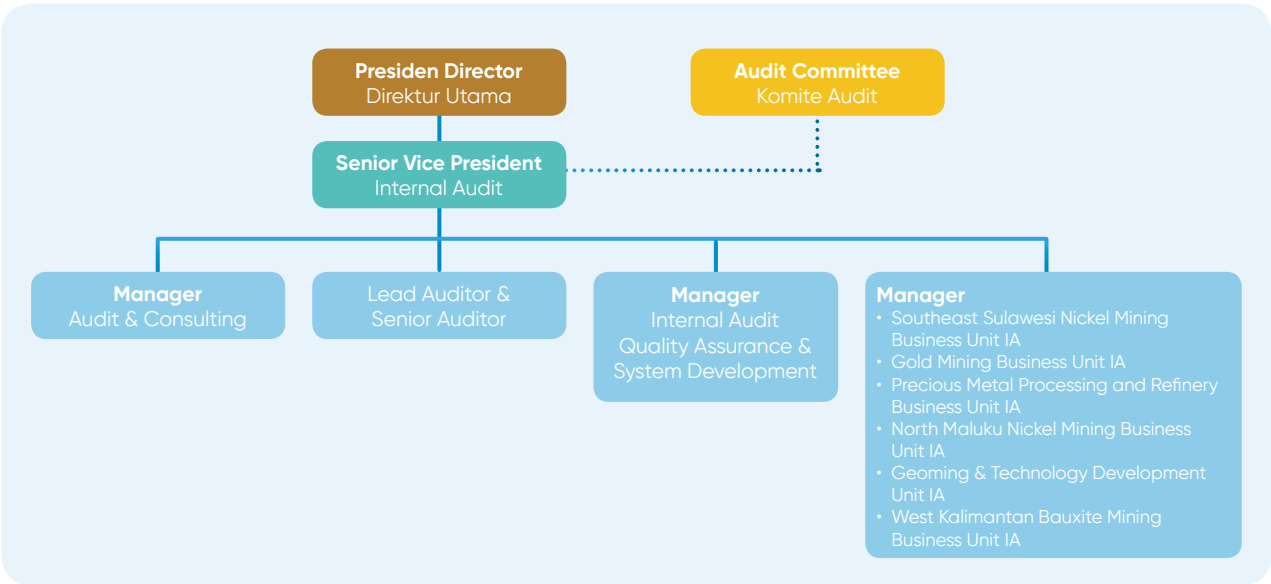 Presiden Director
Direktur Utama
Audit Committee
Komite Audit
Senior Vice President
Internal Audit
Manager
Audit & Consulting
Lead Auditor &
Senior Auditor
Manager
Internal Audit
Quality Assurance &
System Development
Manager
• Southeast Sulawesi Nickel Mining
Business Unit IA
• Gold Mining Business Unit IA
• Precious Metal Processing and Refinery
Business Unit IA
• North Maluku Nickel Mining Business
Unit IA
• Geoming & Technology Development
Unit IA
• West Kalimantan Bauxite Mining
Business Unit IA